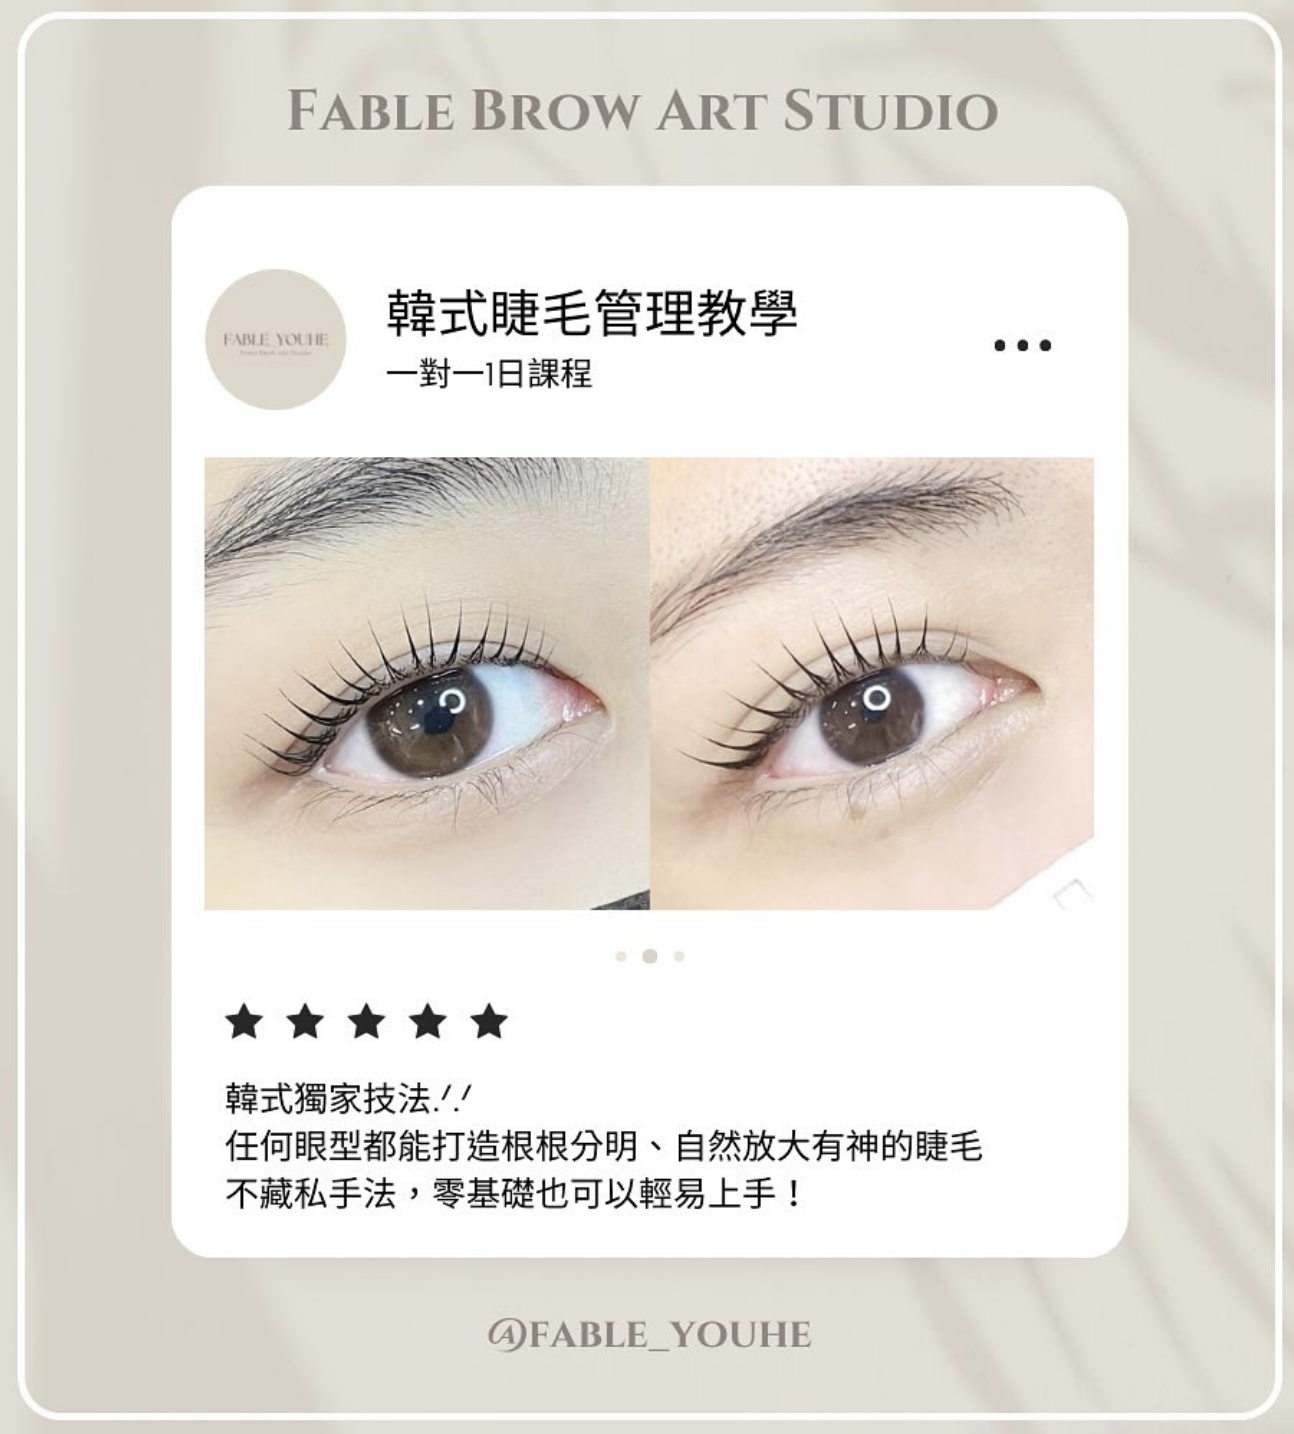 FABLE BROW ART STUDIO
FABLE_YOUHE
韓式睫毛管理教學
一對一1日課程
韓式獨家技法.ᐟ.ᐟ
任何眼型都能打造根根分明、自然放大有神的睫毛
不藏私手法，零基礎也可以輕易上手！
@FABLE_YOUHE